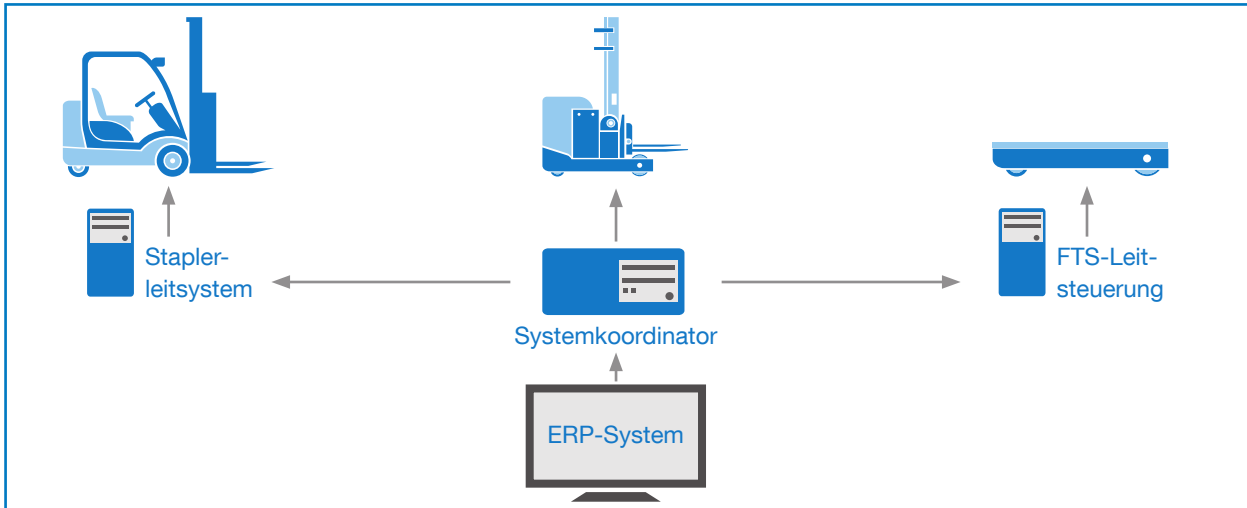 Stapler-
leitsystem
FTS-Leit-
steuerung
Systemkoordinator
ERP-System